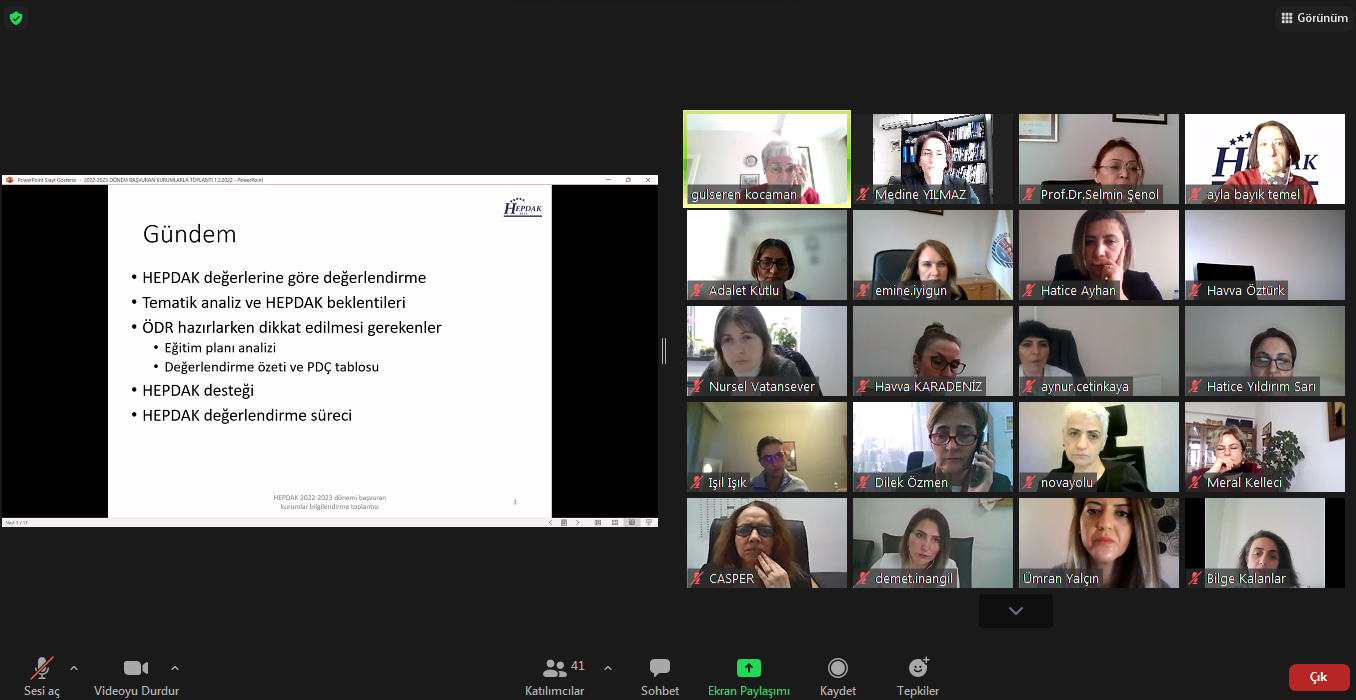 Görünüm
PowerPoint Slayt Gösterisi - 2022-2023 DÖNEM BAŞVURAN KURUMLARLA TOPLANTI 1.3.2022 - PowerPoint
HEPDAK
Gündem
• HEPDAK değerlerine göre değerlendirme
• Tematik analiz ve HEPDAK beklentileri
• ÖDR hazırlarken dikkat edilmesi gerekenler
• Eğitim planı analizi
• Değerlendirme özeti ve PDÇ tablosu
• HEPDAK desteği
• HEPDAK değerlendirme süreci
HEPDAK 2022-2023 dönemi başvuran
kurumlar bilgilendirme toplantısı
3
Slayt 3 / 17
gulseren kocaman
Medine YILMAZ
Prof.Dr.Selmin Şenol
HEPDAK
ayla bayık temel
Adalet Kutlu
emine.iyigun
Hatice Ayhan
Havva Öztürk
Nursel Vatansever
Havva KARADENİZ
aynur.cetinkaya
Hatice Yıldırım Sarı
Işıl Işık
Dilek Özmen
novayolu
Meral Kelleci
CASPER
demet.inangil
Ümran Yalçın
Bilge Kalanlar
Sesi aç
Videoyu Durdur
41
Katılımcılar
Sohbet
Ekran Paylaşımı
Kaydet
Tepkiler
Çık